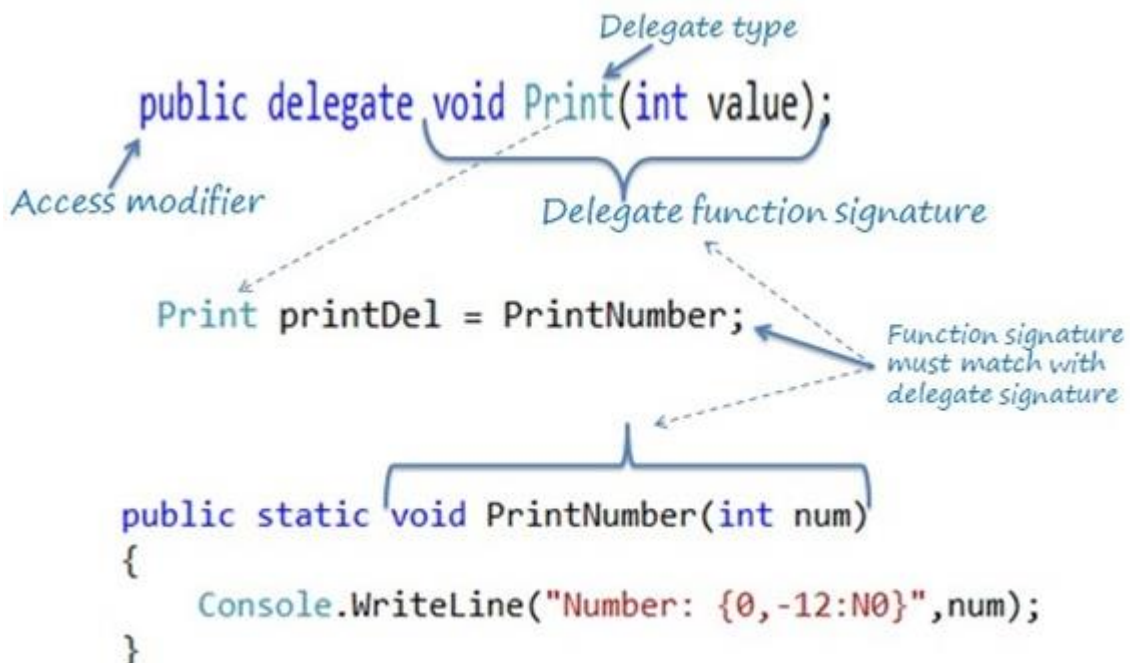 Delegate type
public delegate void Print(int value);
Access modifier
Delegate function signature
Print printDel = PrintNumber;
Function signature
must match with
delegate signature
public static void PrintNumber(int num)
{
Console.WriteLine("Number: {0,-12:N0}",num);
}